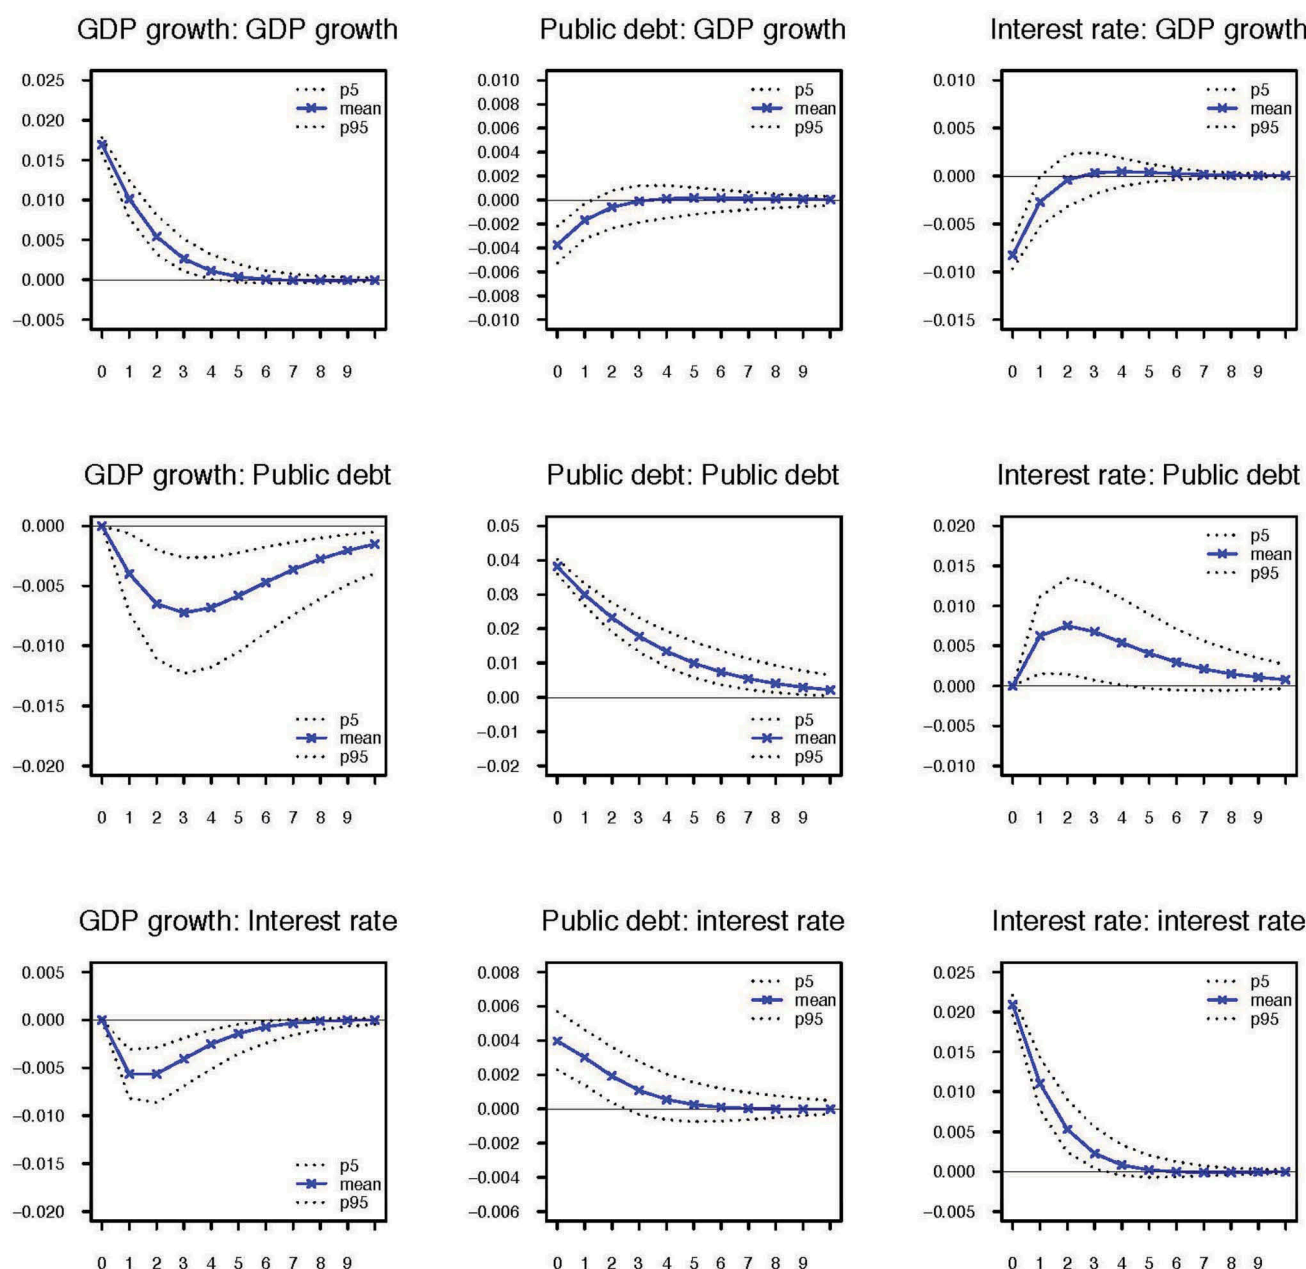 GDP growth: GDP growth
0.025
0.020
0.015
0.010
0.005
0.000
−0.005
p5
mean
p95
0 1 2 3 4 5 6 7 8 9
Public debt: GDP growth
0.010
0.008
0.006
0.004
0.002
0.000
−0.002
−0.004
−0.006
−0.008
−0.010
p5
mean
p95
0 1 2 3 4 5 6 7 8 9
Interest rate: GDP growth
0.010
0.005
0.000
−0.005
−0.010
−0.015
p5
mean
p95
0 1 2 3 4 5 6 7 8 9
GDP growth: Public debt
0.000
−0.005
−0.010
−0.015
−0.020
p5
mean
p95
0 1 2 3 4 5 6 7 8 9
Public debt: Public debt
0.05
0.04
0.03
0.02
0.01
0.00
−0.01
−0.02
p5
mean
p95
0 1 2 3 4 5 6 7 8 9
Interest rate: Public debt
0.020
0.015
0.010
0.005
0.000
−0.005
−0.010
p5
mean
p95
0 1 2 3 4 5 6 7 8 9
GDP growth: Interest rate
0.005
0.000
−0.005
−0.010
−0.015
−0.020
p5
mean
p95
0 1 2 3 4 5 6 7 8 9
Public debt: interest rate
0.008
0.006
0.004
0.002
0.000
−0.002
−0.004
−0.006
p5
mean
p95
0 1 2 3 4 5 6 7 8 9
Interest rate: interest rate
0.025
0.020
0.015
0.010
0.005
0.000
−0.005
p5
mean
p95
0 1 2 3 4 5 6 7 8 9